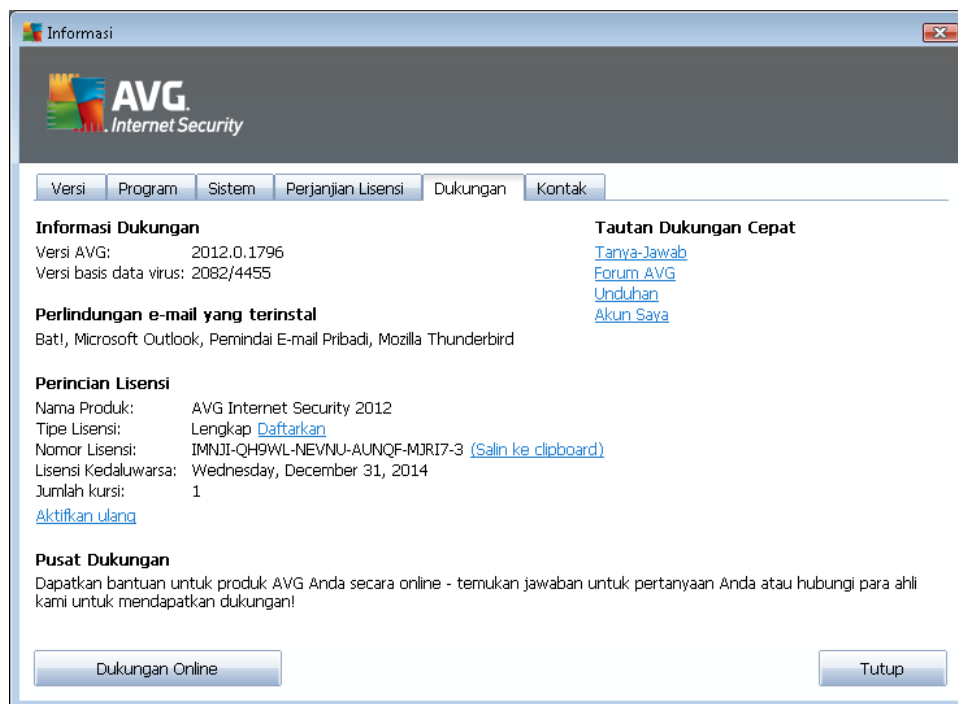 Informasi
AVG.
Internet Security
Versi Program Sistem Perjanjian Lisensi Dukungan Kontak
Informasi Dukungan
Versi AVG: 2012.0.1796
Versi basis data virus: 2082/4455
Perlindungan e-mail yang terinstal
Bat!, Microsoft Outlook, Pemindai E-mail Pribadi, Mozilla Thunderbird
Perincian Lisensi
Nama Produk: AVG Internet Security 2012
Tipe Lisensi: Lengkap Daftarkan
Nomor Lisensi: IMNJI-QH9WL-NEVNU-AUNQF-MJRI7-3 (Salin ke clipboard)
Lisensi Kedaluwarsa: Wednesday, December 31, 2014
Jumlah kursi: 1
Aktifkan ulang
Tautan Dukungan Cepat
Tanya-Jawab
Forum AVG
Unduhan
Akun Saya
Pusat Dukungan
Dapatkan bantuan untuk produk AVG Anda secara online - temukan jawaban untuk pertanyaan Anda atau hubungi para ahli
kami untuk mendapatkan dukungan!
Dukungan Online
Tutup